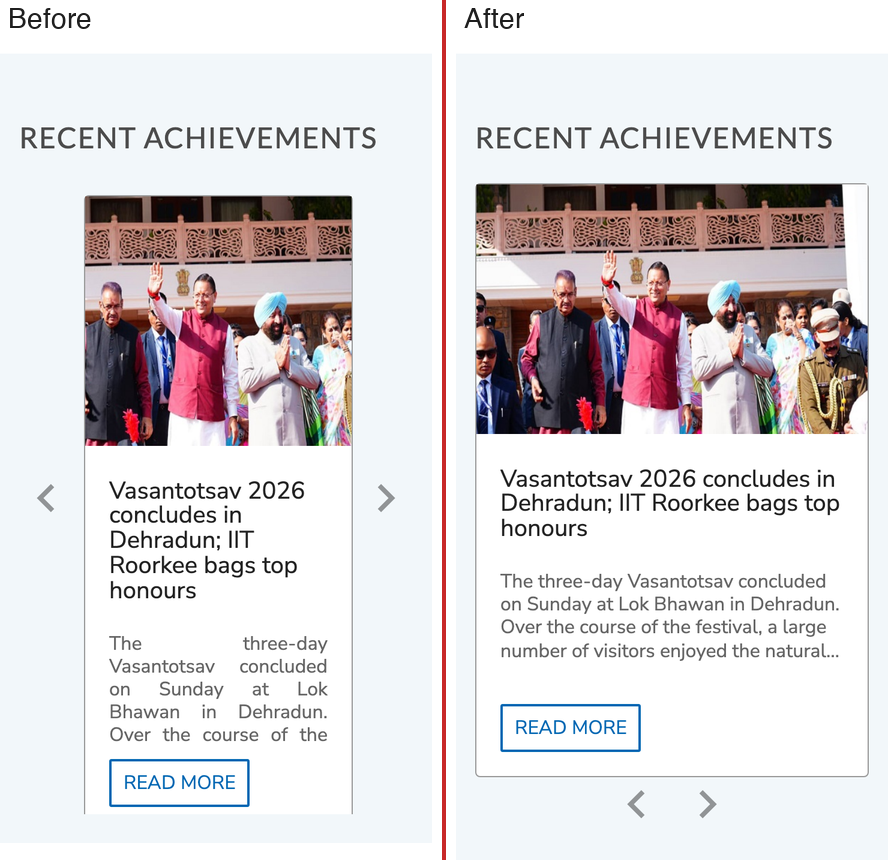 Before
RECENT ACHIEVEMENTS
Vasantotsav 2026
concludes in
Dehradun; IIT
Roorkee bags top
honours
The three-day
Vasantotsav concluded
on Sunday at Lok
Bhawan in Dehradun.
Over the course of the
READ MORE
After
RECENT ACHIEVEMENTS
Vasantotsav 2026 concludes in
Dehradun; IIT Roorkee bags top
honours
The three-day Vasantotsav concluded
on Sunday at Lok Bhawan in Dehradun.
Over the course of the festival, a large
number of visitors enjoyed the natural...
READ MORE